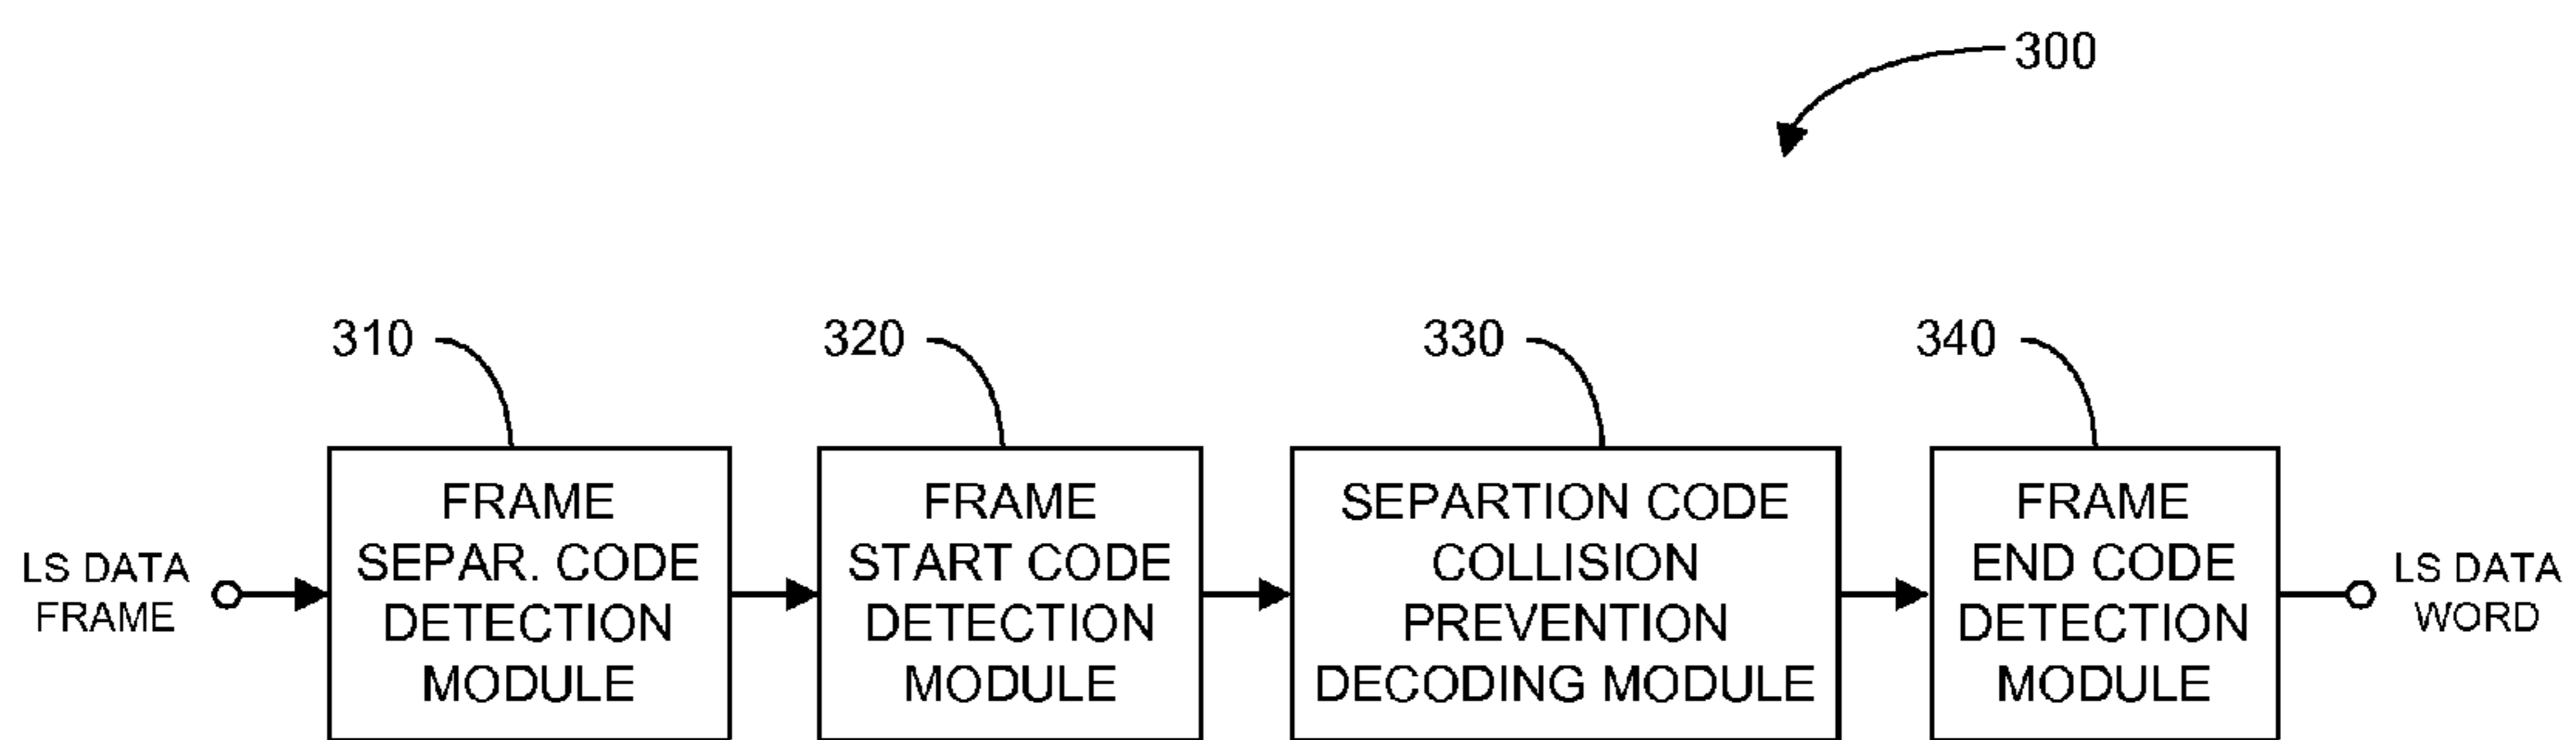 300
310
320
330
340
LS DATA
FRAME
FRAME
SEPAR. CODE
DETECTION
MODULE
FRAME
START CODE
DETECTION
MODULE
SEPARTION CODE
COLLISION
PREVENTION
DECODING MODULE
FRAME
END CODE
DETECTION
MODULE
LS DATA
WORD